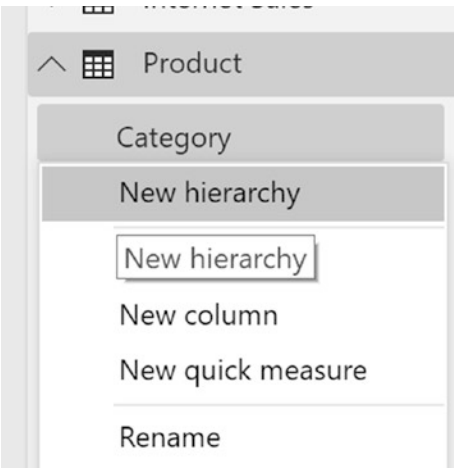 Product
Category
New hierarchy
New hierarchy
New column
New quick measure
Rename